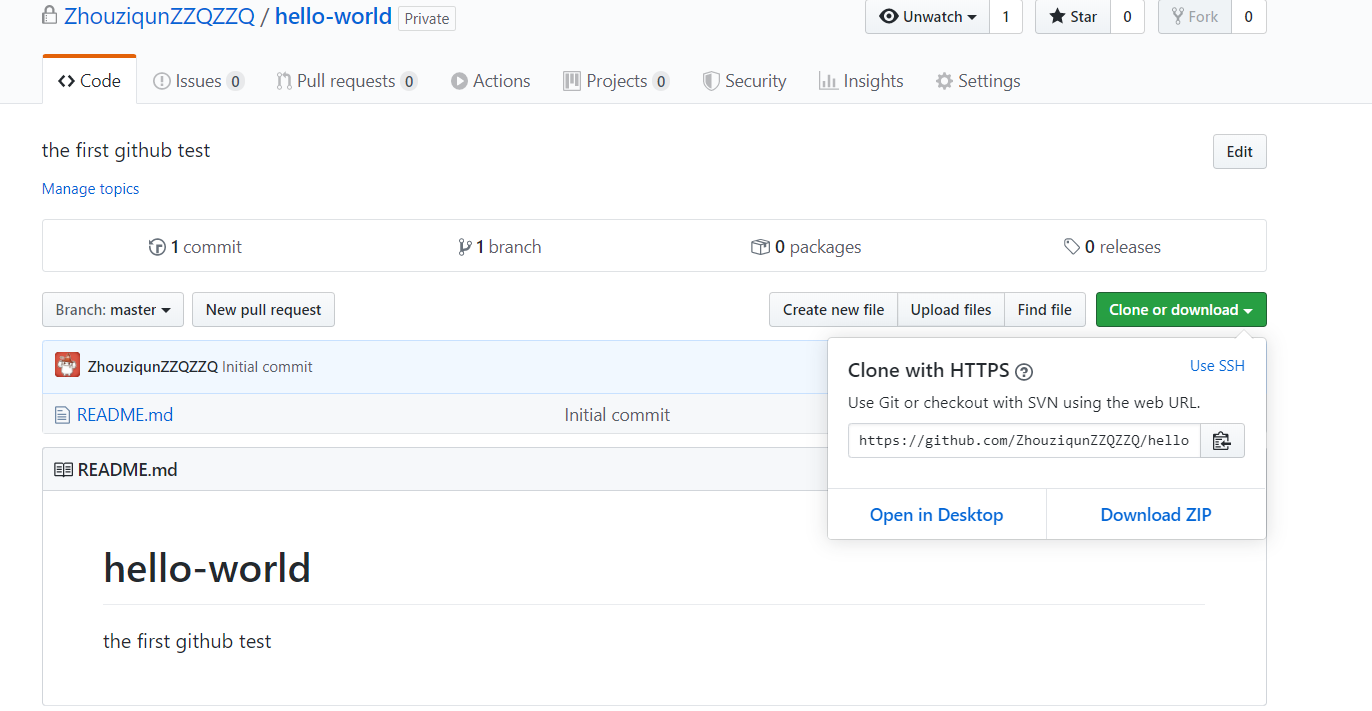 ZhouziqunZZQZZQ / hello-world Private Unwatch 1 Star 0 Fork 0
Code Issues 0 Pull requests 0 Actions Projects 0 Security Insights Settings
the first github test Edit
Manage topics
1 commit 1 branch 0 packages 0 releases
Branch: master New pull request Create new file Upload files Find file Clone or download
ZhouziqunZZQZZQ Initial commit
README.md Initial commit
Clone with HTTPS Use SSH
Use Git or checkout with SVN using the web URL.
https://github.com/ZhouziqunZZQZZQ/hello
Open in Desktop Download ZIP
README.md
hello-world
the first github test